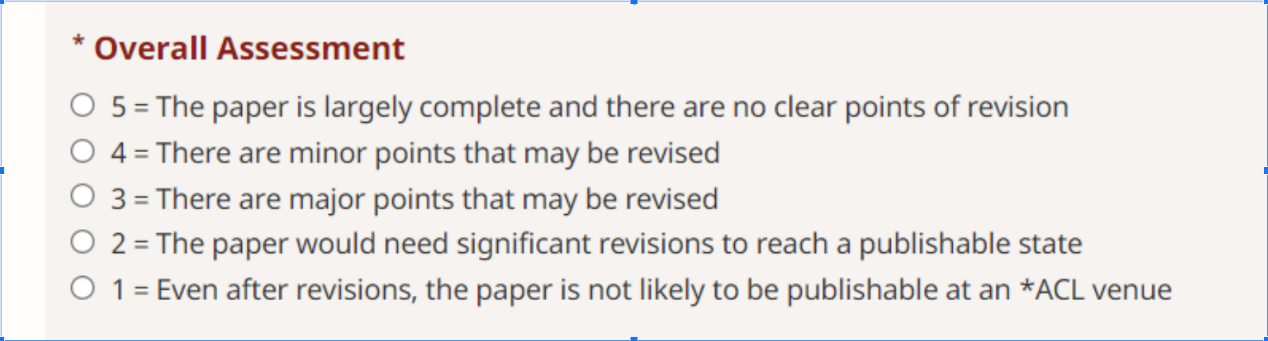 * Overall Assessment
5 = The paper is largely complete and there are no clear points of revision
4 = There are minor points that may be revised
3 = There are major points that may be revised
2 = The paper would need significant revisions to reach a publishable state
1 = Even after revisions, the paper is not likely to be publishable at an *ACL venue